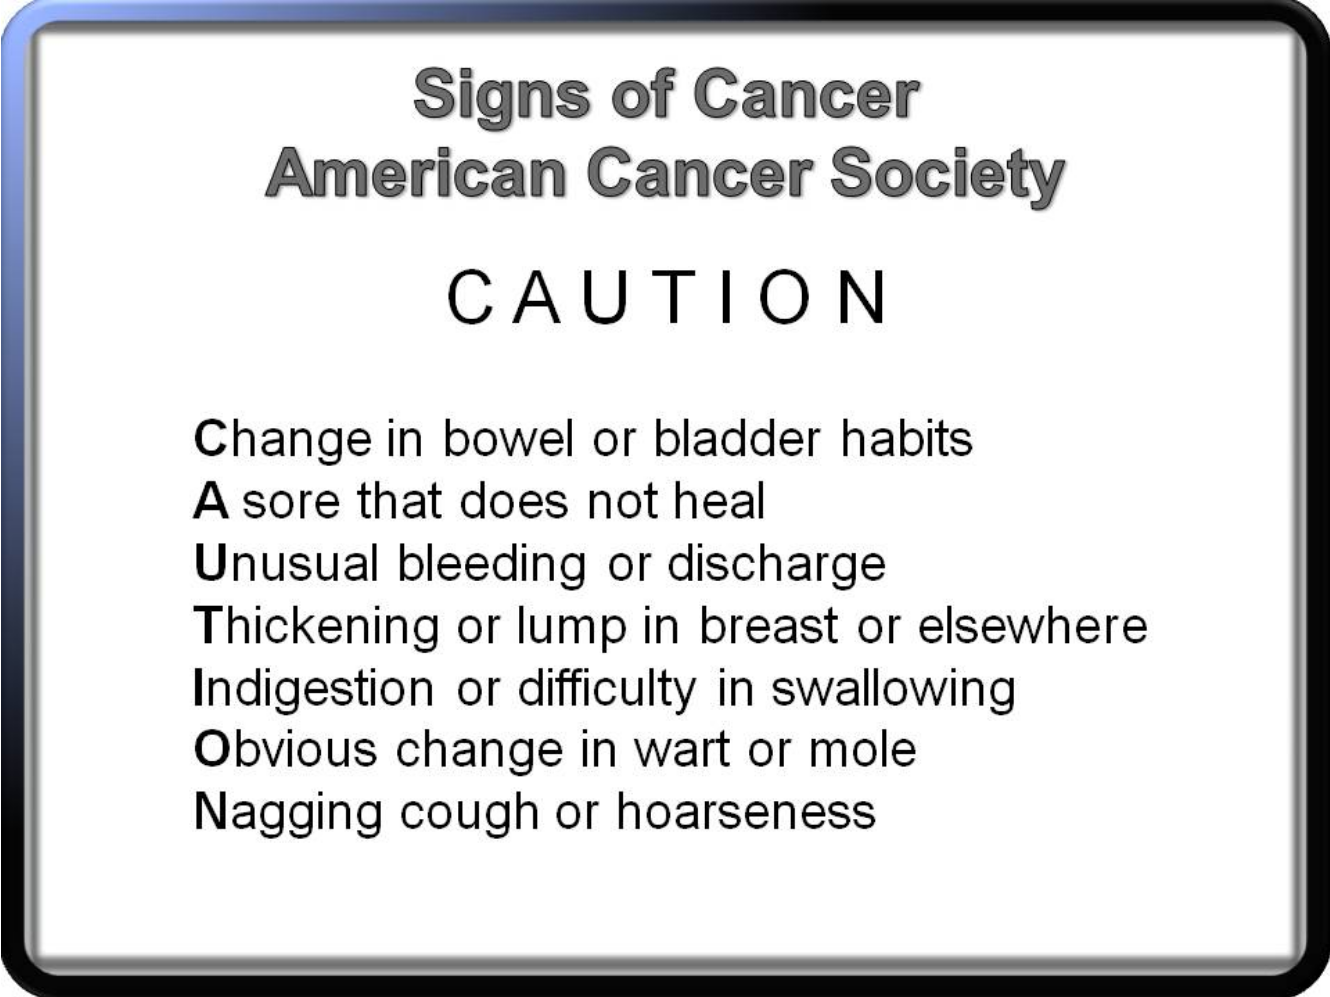 Signs of Cancer
American Cancer Society
C A U T I O N
Change in bowel or bladder habits
A sore that does not heal
Unusual bleeding or discharge
Thickening or lump in breast or elsewhere
Indigestion or difficulty in swallowing
Obvious change in wart or mole
Nagging cough or hoarseness